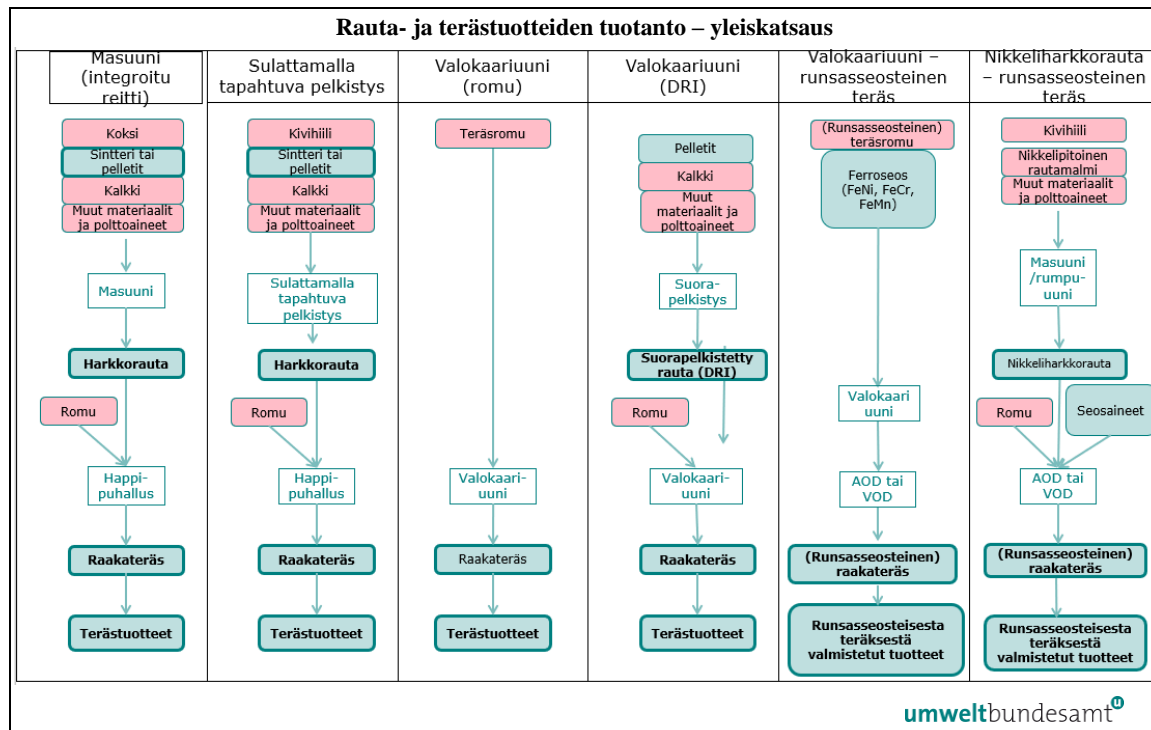 Rauta- ja terästuotteiden tuotanto – yleiskatsaus
Masuuni
(integroitu
reitti)
Koksi
Sintteri tai
pelletit
Kalkki
Muut materiaalit
ja polttoaineet
Masuuni
Harkkorauta
Romu
Happi-
puhallus
Raakateräs
Terästuotteet
Sulattamalla
tapahtuva pelkistys
Kivihiili
Sintteri tai
pelletit
Kalkki
Muut materiaalit
ja polttoaineet
Sulattamalla
tapahtuva
pelkistys
Harkkorauta
Romu
Happi-
puhallus
Raakateräs
Terästuotteet
Valokaariuuni
(romu)
Teräsromu
Valokaari-
uuni
Raakateräs
Terästuotteet
Valokaariuuni
(DRI)
Pelletit
Kalkki
Muut
materiaalit ja
polttoaineet
Suora-
pelkistys
Suorapelkistetty
rauta (DRI)
Romu
Valokaari-
uuni
Raakateräs
Terästuotteet
Valokaariuuni –
runsasseosteinen
teräs
(Runsasseosteinen)
teräsromu
Ferroseos
(FeNi, FeCr,
FeMn)
Valokaari
uuni
AOD tai
VOD
(Runsasseosteinen)
raakateräs
Runsasseosteisesta
teräksestä
valmistetut tuotteet
Nikkeliharkkorauta
– runsasseosteinen
teräs
Kivihiili
Nikkelipitoinen
rautamalmi
Muut materiaalit
ja polttoaineet
Masuuni
/rumpu-
uuni
Nikkeliharkkorauta
Romu
Seosaineet
AOD tai
VOD
(Runsasseosteinen)
raakateräs
Runsasseosteisesta
teräksestä
valmistetut tuotteet
umweltbundesamt u